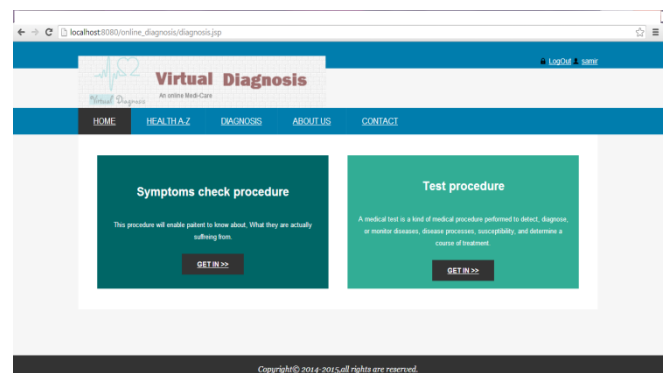 localhost:8080/online_diagnosis/diagnosis.jsp
LogOut samir
Virtual Diagnosis
An online Medi-Care
Virtual Diagnosis
HOME HEALTH A-Z DIAGNOSIS ABOUT US CONTACT
Symptoms check procedure
This procedure will enable patient to know about, What they are actually
suffreing from.
GET IN >>
Test procedure
A medical test is a kind of medical procedure performed to detect, diagnose,
or monitor diseases, disease processes, susceptibility, and determine a
course of treatment.
GET IN >>
Copyright© 2014-2015,all rights are reserved.